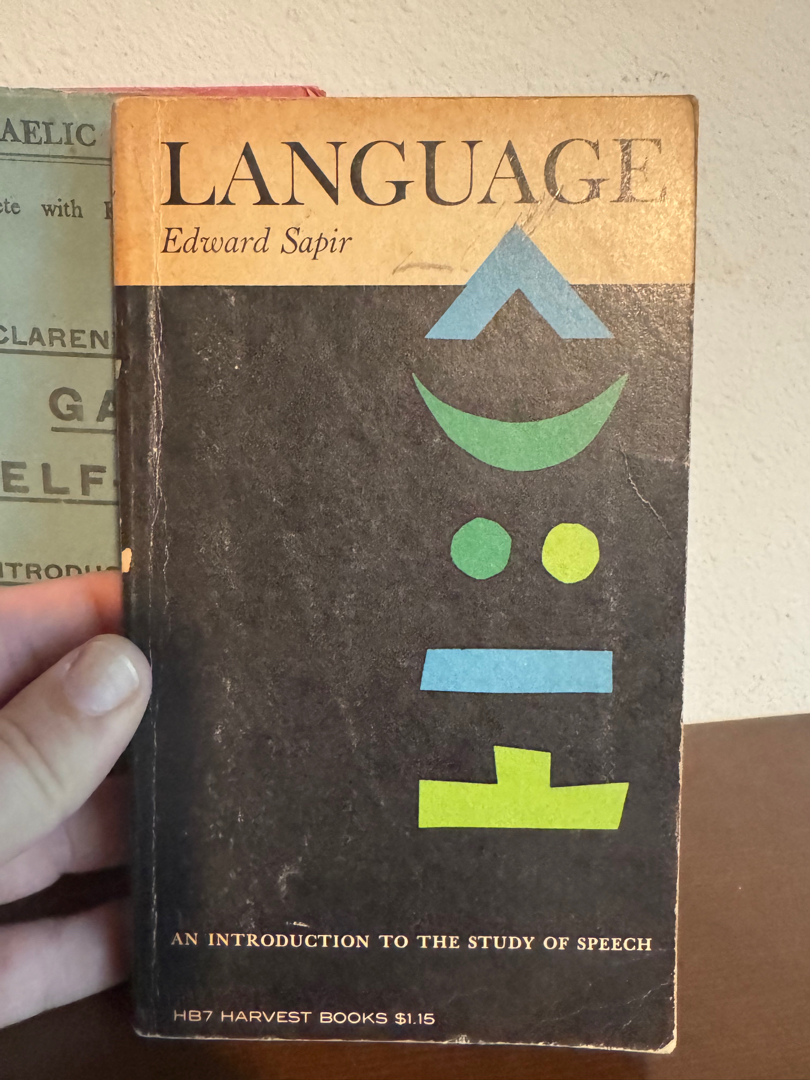 AELIC
ete with
CLAREN
GA
ELF-
NTRODUC
LANGUAGE
Edward Sapir
AN INTRODUCTION TO THE STUDY OF SPEECH
HB7 HARVEST BOOKS $1.15